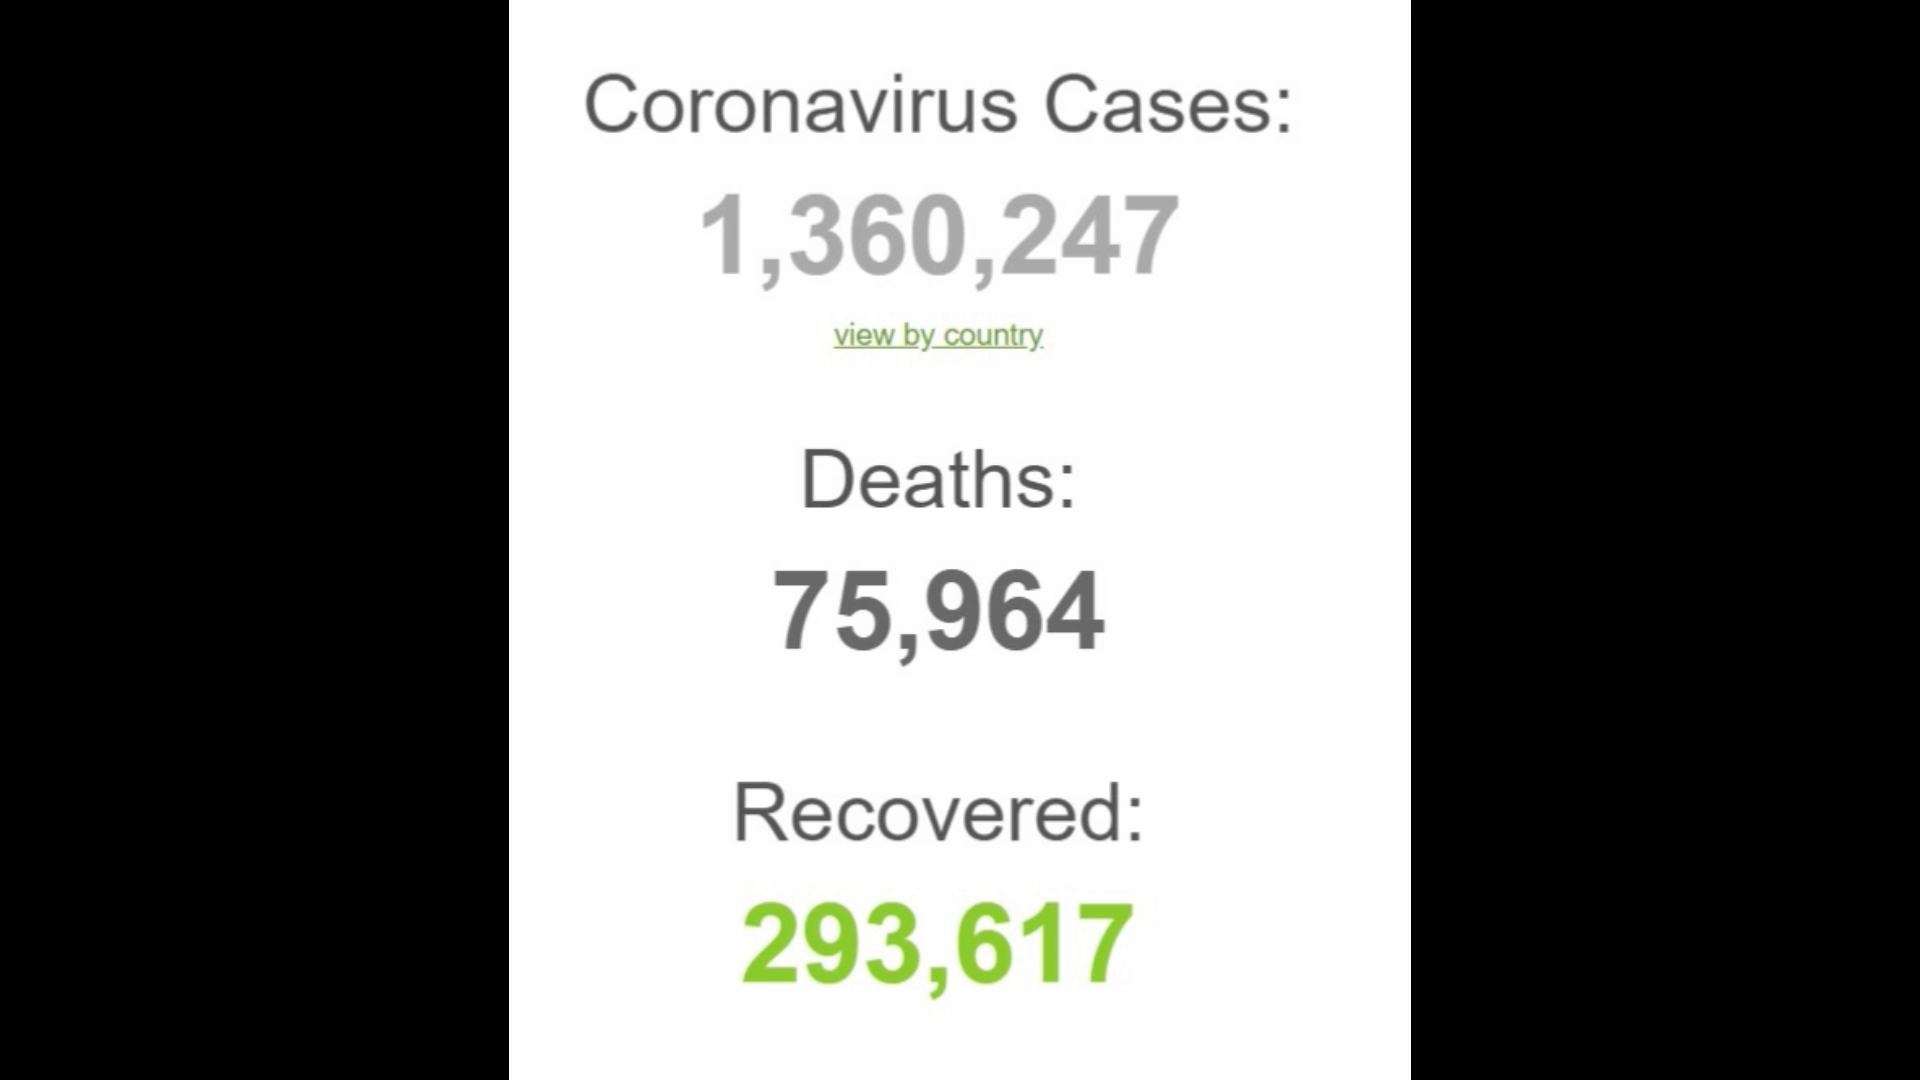 Coronavirus Cases:
1,360,247
view by country
Deaths:
75,964
Recovered:
293,617